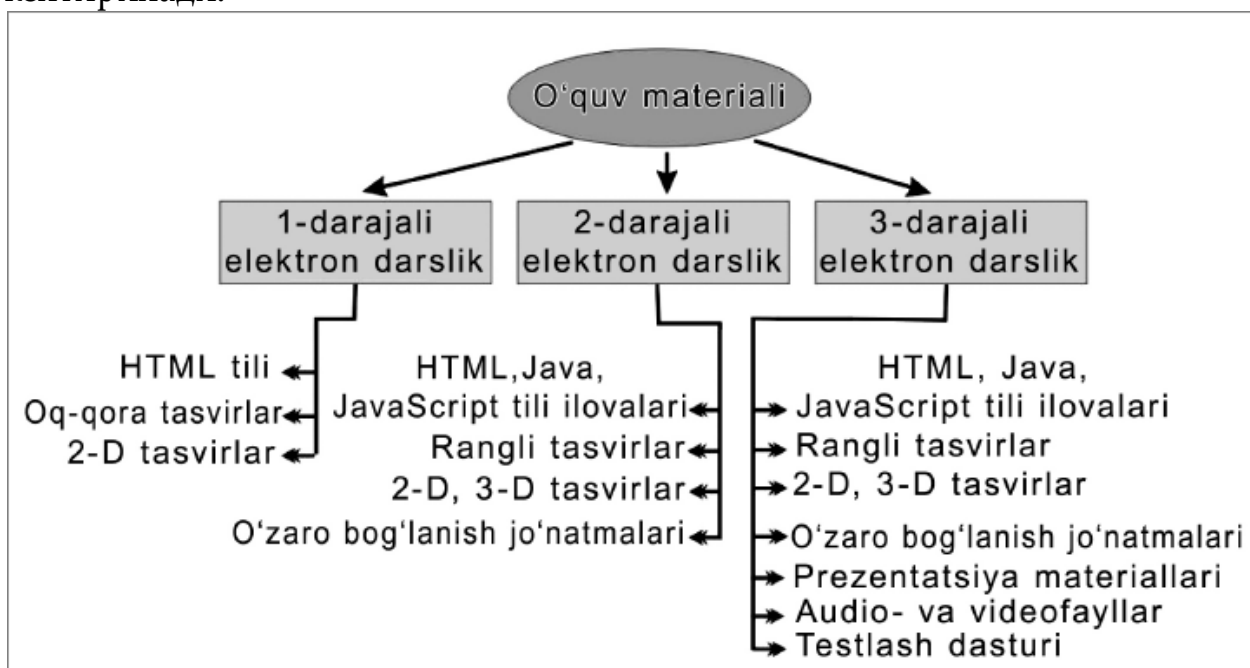 O‘quv materiali
1-darajali
elektron darslik
2-darajali
elektron darslik
3-darajali
elektron darslik
HTML tili
Oq-qora tasvirlar
2-D tasvirlar
HTML,Java,
JavaScript tili ilovalari
Rangli tasvirlar
2-D, 3-D tasvirlar
O‘zaro bog‘lanish jo‘natmalari
HTML, Java,
JavaScript tili ilovalari
Rangli tasvirlar
2-D, 3-D tasvirlar
O‘zaro bog‘lanish jo‘natmalari
Prezentatsiya materiallari
Audio- va videofayllar
Testlash dasturi